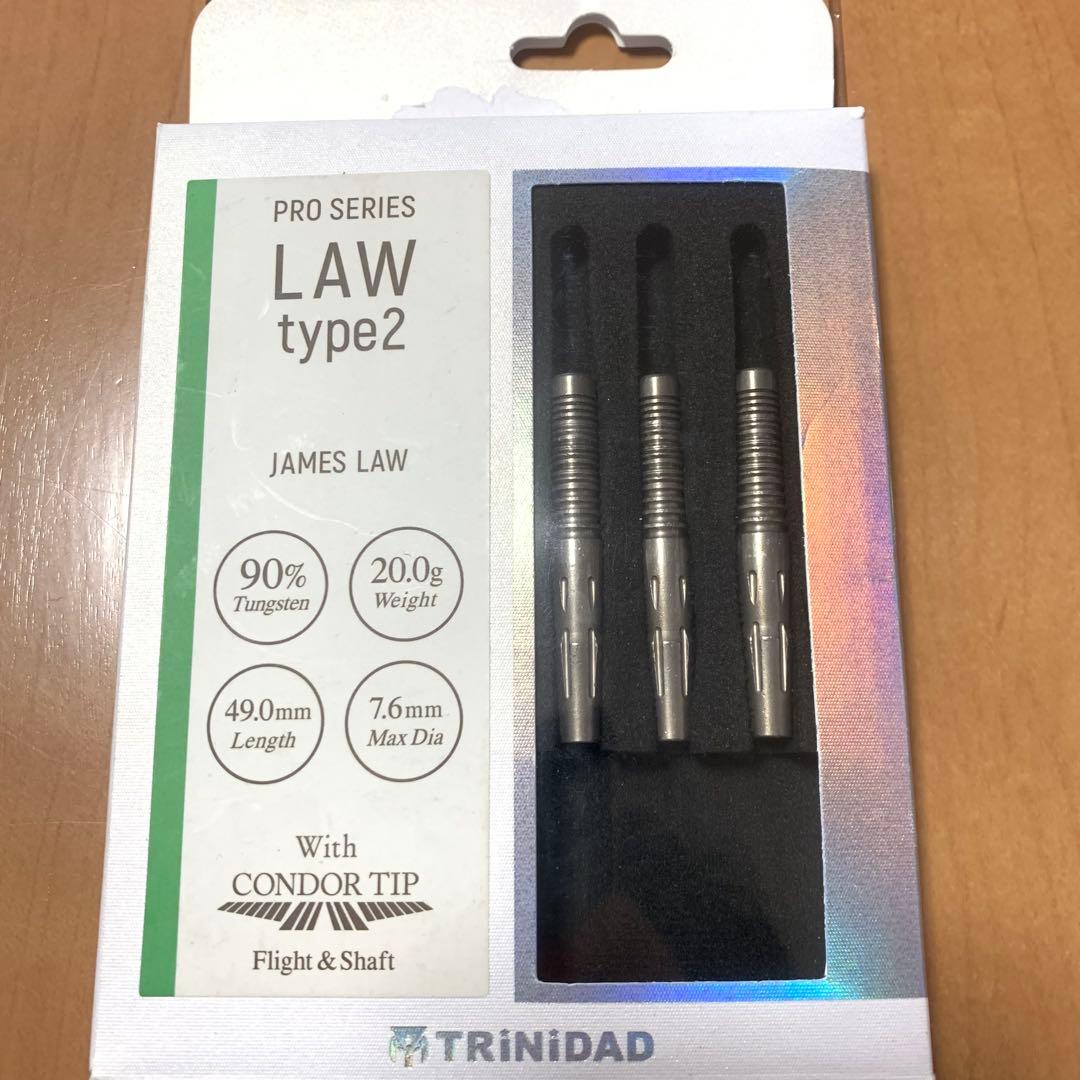 PRO SERIES
LAW
type2
JAMES LAW
90%
Tungsten
20.0g
Weight
49.0mm
Length
7.6mm
Max Dia
With
CONDOR TIP
Flight & Shaft
TRiNiDAD